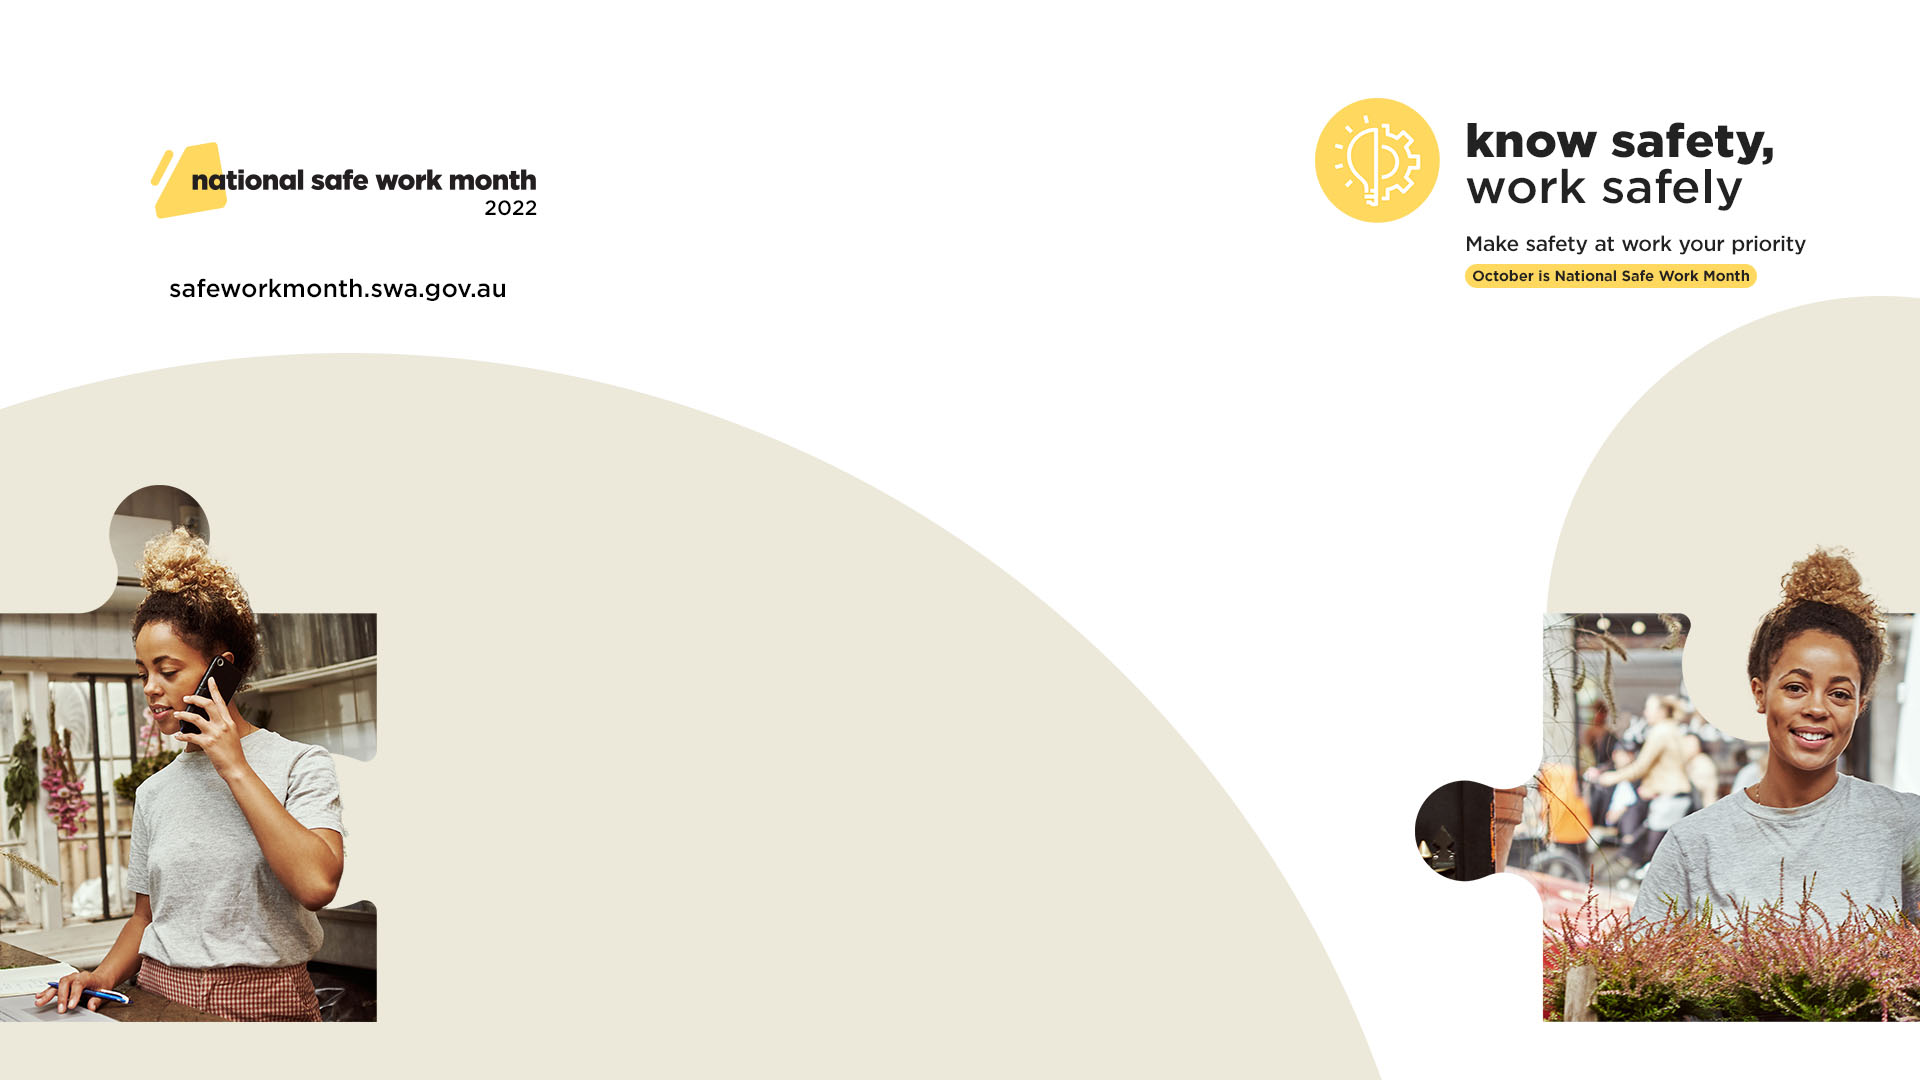 national safe work month
2022
safeworkmonth.swa.gov.au
know safety,
work safely
Make safety at work your priority
October is National Safe Work Month